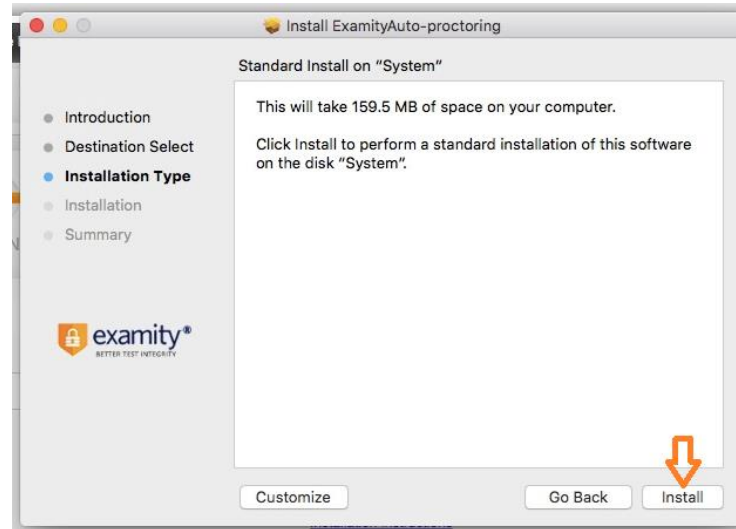 Install ExamityAuto-proctoring
Standard Install on "System"
Introduction
Destination Select
Installation Type
Installation
Summary
This will take 159.5 MB of space on your computer.
Click Install to perform a standard installation of this software
on the disk "System".
examity®
BETTER TEST INTEGRITY
Customize
Go Back
Install